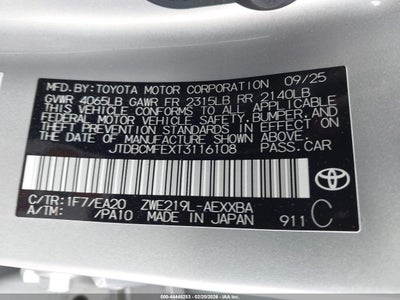 MFD.BY:TOYOTA MOTOR CORPORATION 09/25
GVWR 4065LB GAWR FR 2315LB RR 2140LB
THIS VEHICLE CONFORMS TO ALL APPLICABLE
FEDERAL MOTOR VEHICLE SAFETY, BUMPER, AND
THEFT PREVENTION STANDARDS IN EFFECT ON THE DATE
OF MANUFACTURE SHOWN ABOVE.
JTDBCMFEXT3116108 PASS.CAR
C/TR:1F7/EA20 ZWE219L-AEXXBA
A/TM: /PA10 MADE IN JAPAN 911 C
TOYOTA
000-44448253 - 02/20/2026 - IAAI Copart